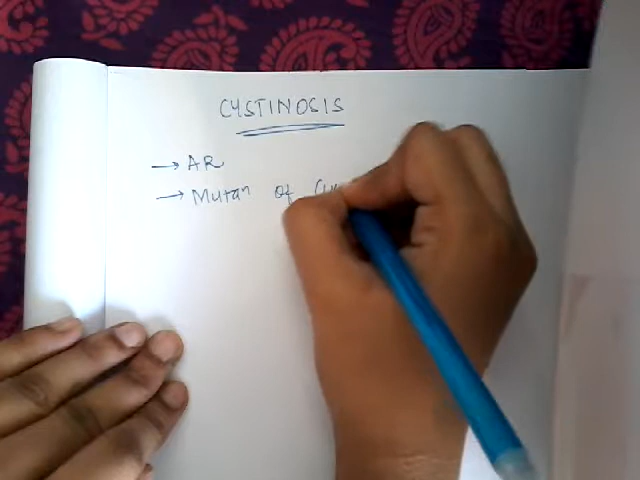 CYSTINOSIS
→ AR
→ Mutaⁿ of